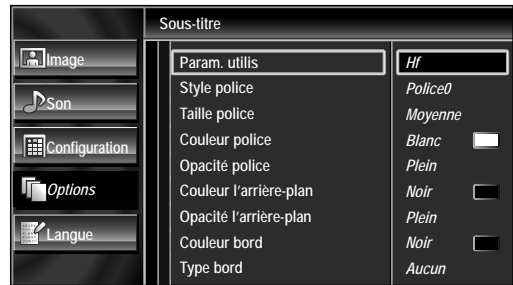 Sous-titre
Image
Son
Configuration
Options
Langue
Param. utilis Hf
Style police Police0
Taille police Moyenne
Couleur police Blanc
Opacité police Plein
Couleur l'arrière-plan Noir
Opacité l'arrière-plan Plein
Couleur bord Noir
Type bord Aucun